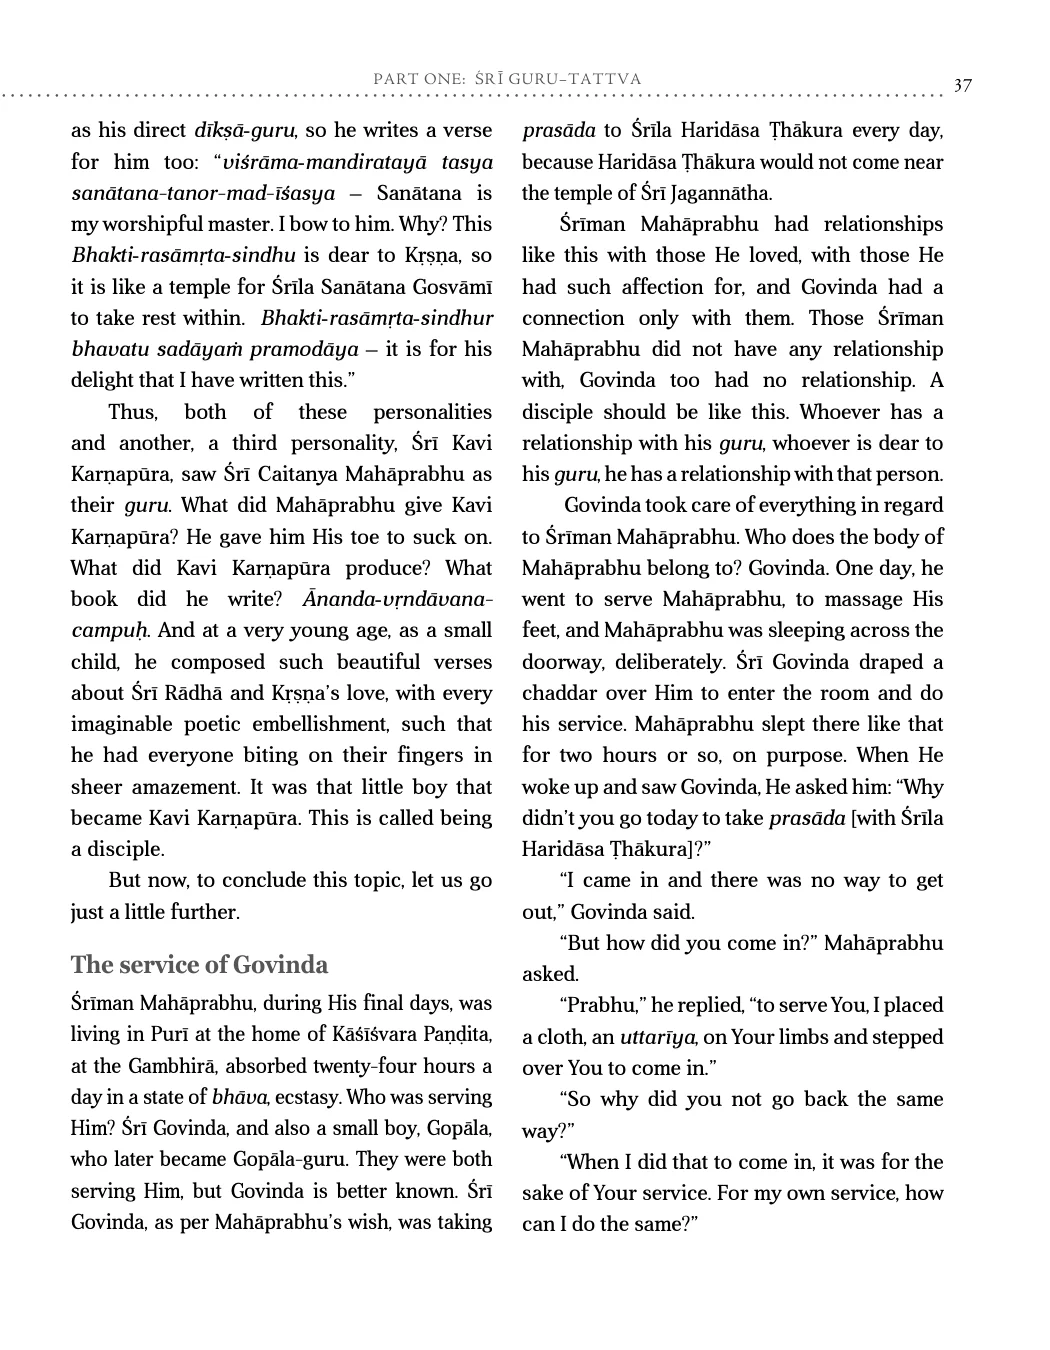 PART ONE: ŚRĪ GURU-TATTVA
37
as his direct dīkṣā-guru, so he writes a verse
for him too: “viśrāma-mandiratayā tasya
sanātana-tanor-mad-īśasya – Sanātana is
my worshipful master. I bow to him. Why? This
Bhakti-rasāmṛta-sindhu is dear to Kṛṣṇa, so
it is like a temple for Śrīla Sanātana Gosvāmī
to take rest within. Bhakti-rasāmṛta-sindhur
bhavatu sadāyaṁ pramodāya – it is for his
delight that I have written this.”
Thus, both of these personalities
and another, a third personality, Śrī Kavi
Karṇapūra, saw Śrī Caitanya Mahāprabhu as
their guru. What did Mahāprabhu give Kavi
Karṇapūra? He gave him His toe to suck on.
What did Kavi Karṇapūra produce? What
book did he write? Ānanda-vṛndāvana-
campuḥ. And at a very young age, as a small
child, he composed such beautiful verses
about Śrī Rādhā and Kṛṣṇa’s love, with every
imaginable poetic embellishment, such that
he had everyone biting on their fingers in
sheer amazement. It was that little boy that
became Kavi Karṇapūra. This is called being
a disciple.
But now, to conclude this topic, let us go
just a little further.
The service of Govinda
Śrīman Mahāprabhu, during His final days, was
living in Purī at the home of Kāśīśvara Paṇḍita,
at the Gambhirā, absorbed twenty-four hours a
day in a state of bhāva, ecstasy. Who was serving
Him? Śrī Govinda, and also a small boy, Gopāla,
who later became Gopāla-guru. They were both
serving Him, but Govinda is better known. Śrī
Govinda, as per Mahāprabhu’s wish, was taking
prasāda to Śrīla Haridāsa Ṭhākura every day,
because Haridāsa Ṭhākura would not come near
the temple of Śrī Jagannātha.
Śrīman Mahāprabhu had relationships
like this with those He loved, with those He
had such affection for, and Govinda had a
connection only with them. Those Śrīman
Mahāprabhu did not have any relationship
with, Govinda too had no relationship. A
disciple should be like this. Whoever has a
relationship with his guru, whoever is dear to
his guru, he has a relationship with that person.
Govinda took care of everything in regard
to Śrīman Mahāprabhu. Who does the body of
Mahāprabhu belong to? Govinda. One day, he
went to serve Mahāprabhu, to massage His
feet, and Mahāprabhu was sleeping across the
doorway, deliberately. Śrī Govinda draped a
chaddar over Him to enter the room and do
his service. Mahāprabhu slept there like that
for two hours or so, on purpose. When He
woke up and saw Govinda, He asked him: “Why
didn’t you go today to take prasāda [with Śrīla
Haridāsa Ṭhākura]?”
“I came in and there was no way to get
out,” Govinda said.
“But how did you come in?” Mahāprabhu
asked.
“Prabhu,” he replied, “to serve You, I placed
a cloth, an uttarīya, on Your limbs and stepped
over You to come in.”
“So why did you not go back the same
way?”
“When I did that to come in, it was for the
sake of Your service. For my own service, how
can I do the same?”